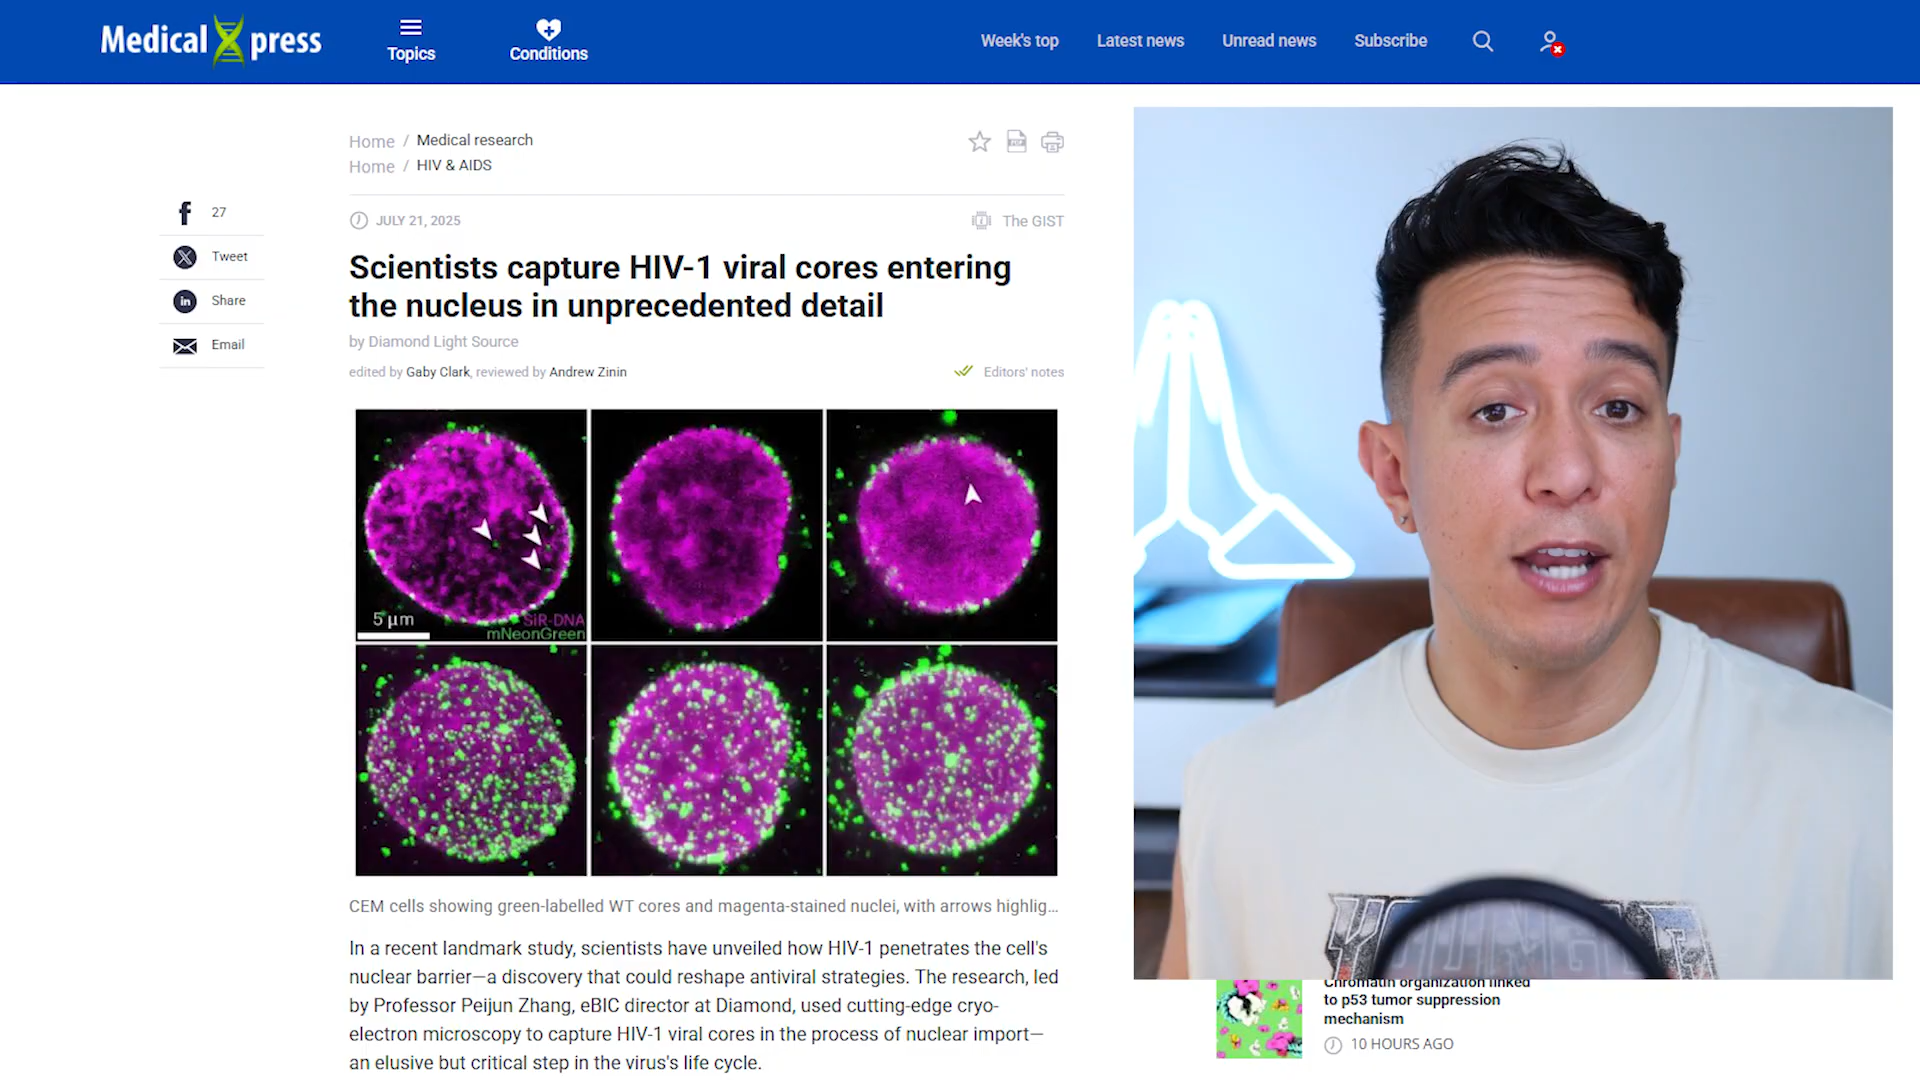 Medical Xpress
Topics
Conditions
Week's top
Latest news
Unread news
Subscribe
Home / Medical research
Home / HIV & AIDS
27
Tweet
Share
Email
JULY 21, 2025
The GIST
Scientists capture HIV-1 viral cores entering
the nucleus in unprecedented detail
by Diamond Light Source
edited by Gaby Clark, reviewed by Andrew Zinin
Editors' notes
5 µm
SiR-DNA
mNeonGreen
CEM cells showing green-labelled WT cores and magenta-stained nuclei, with arrows highlig...
In a recent landmark study, scientists have unveiled how HIV-1 penetrates the cell's
nuclear barrier—a discovery that could reshape antiviral strategies. The research, led
by Professor Peijun Zhang, eBIC director at Diamond, used cutting-edge cryo-
electron microscopy to capture HIV-1 viral cores in the process of nuclear import—
an elusive but critical step in the virus's life cycle.
Chromatin organization linked
to p53 tumor suppression
mechanism
10 HOURS AGO